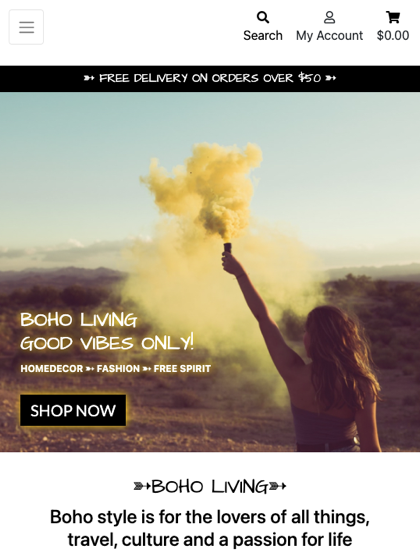 Search My Account $0.00
➳ FREE DELIVERY ON ORDERS OVER $50 ➳
BOHO LIVING
GOOD VIBES ONLY!
HOMEDECOR ➳ FASHION ➳ FREE SPIRIT
SHOP NOW
➳BOHO LIVING➳
Boho style is for the lovers of all things,
travel, culture and a passion for life